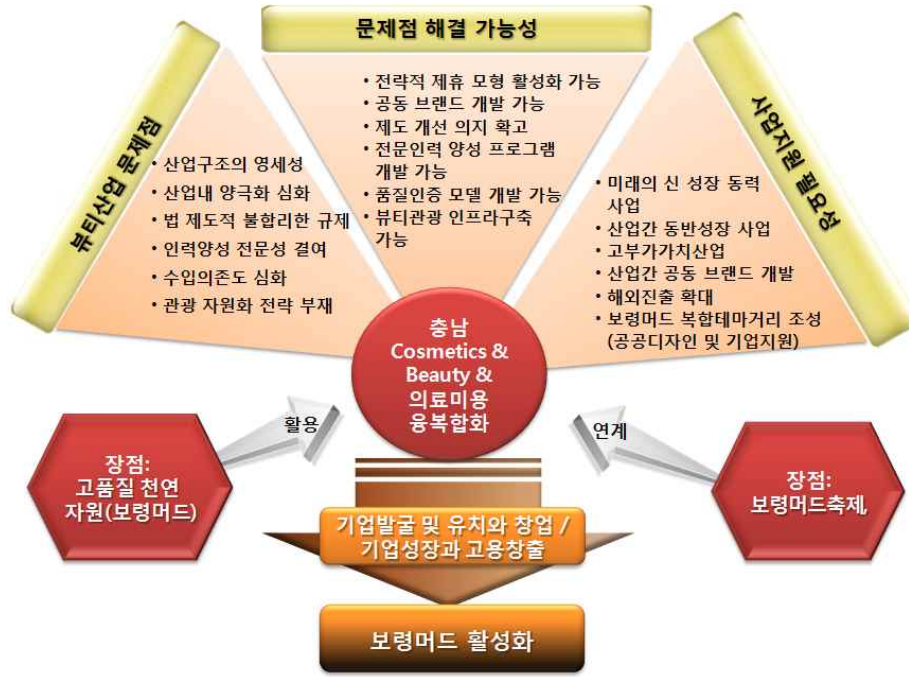 문제점 해결 가능성
• 전략적 제휴 모형 활성화 가능
• 공동 브랜드 개발 가능
• 제도 개선 의지 확고
• 전문인력 양성 프로그램
개발 가능
• 품질인증 모델 개발 가능
• 뷰티관광 인프라구축
가능
뷰티산업 문제점
• 산업구조의 영세성
• 산업내 양극화 심화
• 법 제도적 불합리한 규제
• 인력양성 전문성 결여
• 수입의존도 심화
• 관광 자원화 전략 부재
사업지원 필요성
• 미래의 신 성장 동력
사업
• 산업간 동반성장 사업
• 고부가가치산업
• 산업간 공동 브랜드 개발
• 해외진출 확대
• 보령머드 복합테마거리 조성
(공공디자인 및 기업지원)
충남
Cosmetics &
Beauty &
의료미용
융복합화
활용
연계
장점:
고품질 천연
자원(보령머드)
장점:
보령머드축제,
기업발굴 및 유치와 창업 /
기업성장과 고용창출
보령머드 활성화